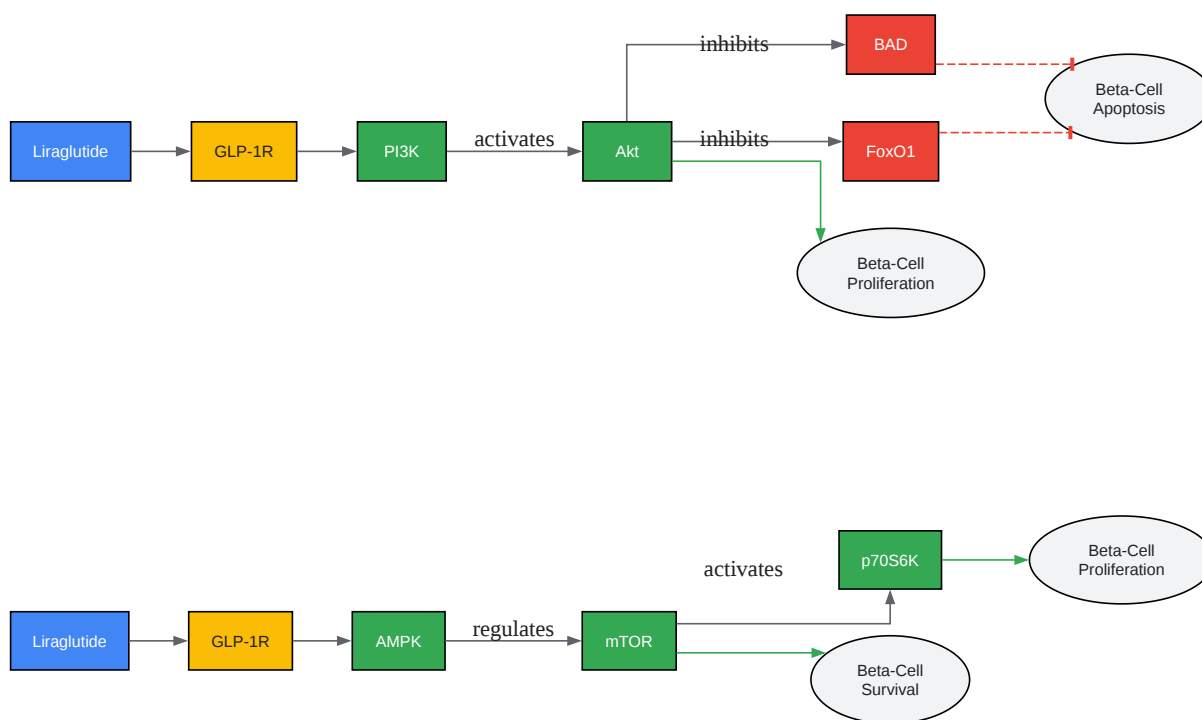 inhibits
BAD
Beta-Cell
Apoptosis
Liraglutide
GLP-1R
PI3K
activates
Akt
inhibits
FoxO1
Beta-Cell
Proliferation
activates
p70S6K
Beta-Cell
Proliferation
Liraglutide
GLP-1R
AMPK
regulates
mTOR
Beta-Cell
Survival